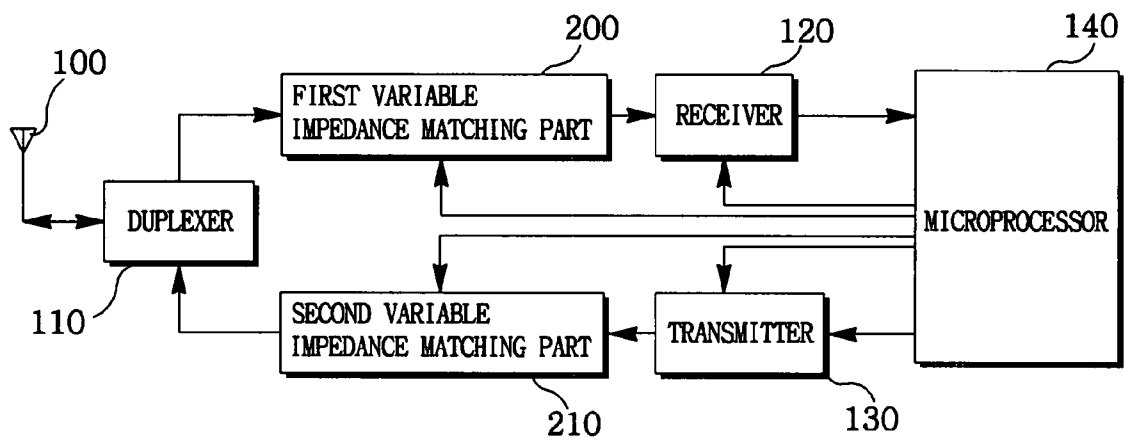 100
200
120
140
FIRST VARIABLE
IMPEDANCE MATCHING PART
RECEIVER
DUPLEXER
MICROPROCESSOR
110
SECOND VARIABLE
IMPEDANCE MATCHING PART
TRANSMITTER
210
130